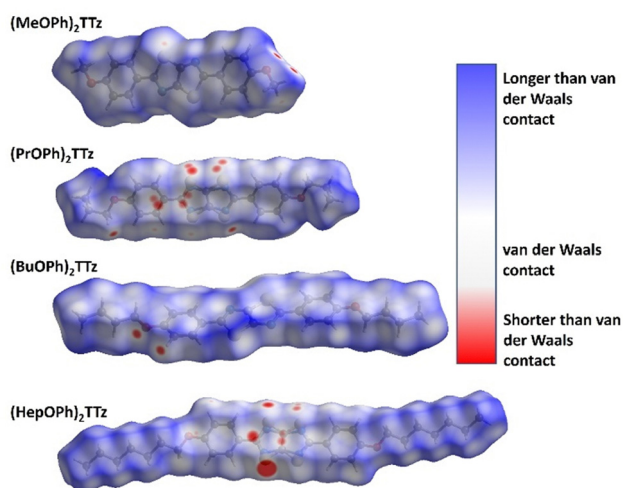 (MeOPh)₂TTz
Longer than van
der Waals
contact
(PrOPh)₂TTz
van der Waals
contact
(BuOPh)₂TTz
Shorter than van
der Waals
contact
(HepOPh)₂TTz